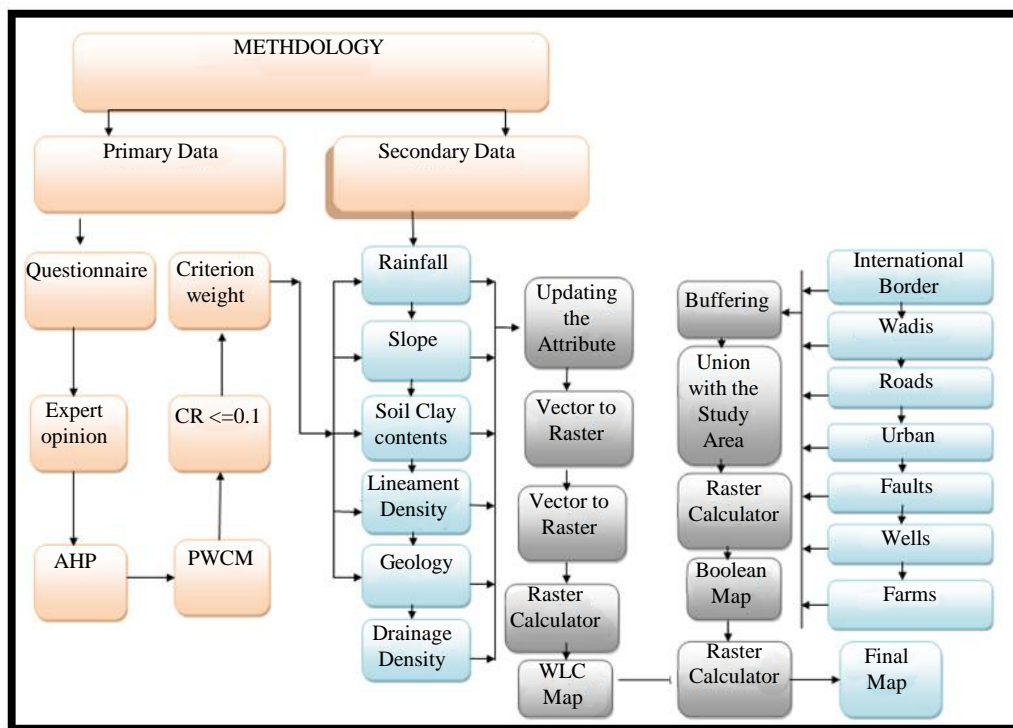 METHDOLOGY
Primary Data
Secondary Data
Questionnaire
Expert
opinion
AHP
PWCM
CR <=0.1
Criterion
weight
Rainfall
Slope
Soil Clay
contents
Lineament
Density
Geology
Drainage
Density
Updating
the
Attribute
Vector to
Raster
Vector to
Raster
Raster
Calculator
WLC
Map
Buffering
Union
with the
Study
Area
Raster
Calculator
Boolean
Map
Raster
Calculator
International
Border
Wadis
Roads
Urban
Faults
Wells
Farms
Final
Map